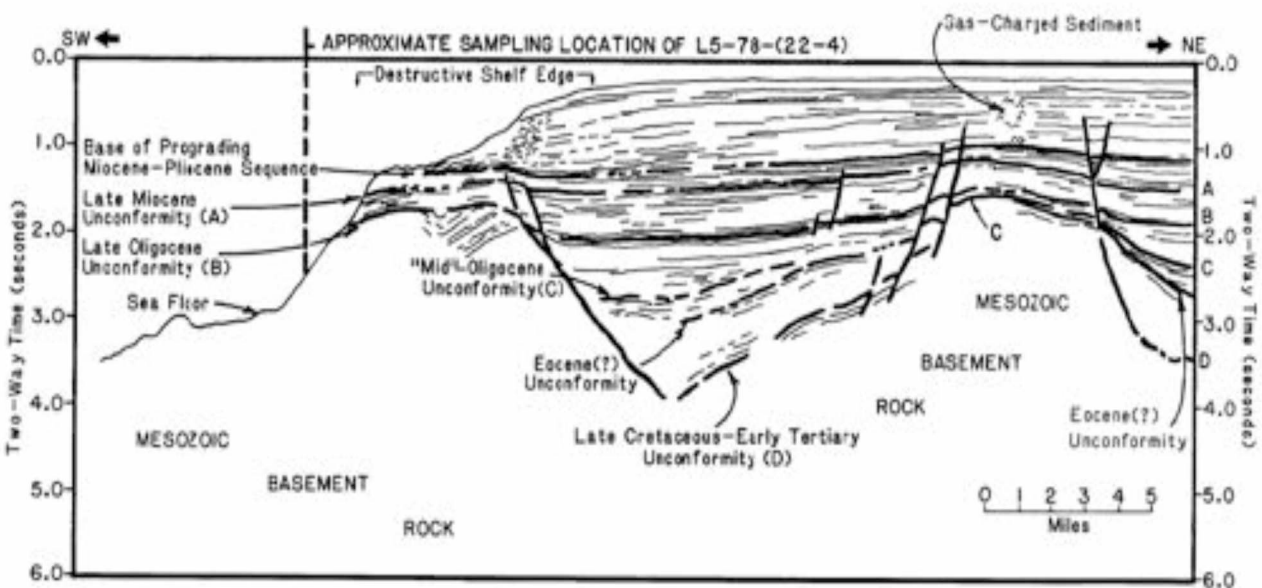 Gas-Charged Sediment
SW
APPROXIMATE SAMPLING LOCATION OF L5-78-(22-4)
NE
0.0
0.0
Destructive Shelf Edge
1.0
1.0
Base of Prograding
Miocene-Pliocene Sequence
Late Miocene
Unconformity (A)
A
B
2.0
2.0
Late Oligocene
Unconformity (B)
C
C
"Mid"-Oligocene
Unconformity (C)
Sea Floor
MESOZOIC
3.0
3.0
Eocene(?)
Unconformity
BASEMENT
D
4.0
4.0
ROCK
Eocene(?)
Unconformity
Late Cretaceous-Early Tertiary
Unconformity (D)
MESOZOIC
BASEMENT
5.0
5.0
0 1 2 3 4 5
Miles
ROCK
6.0
6.0
Two-Way Time (seconds)
Two-Way Time (seconds)